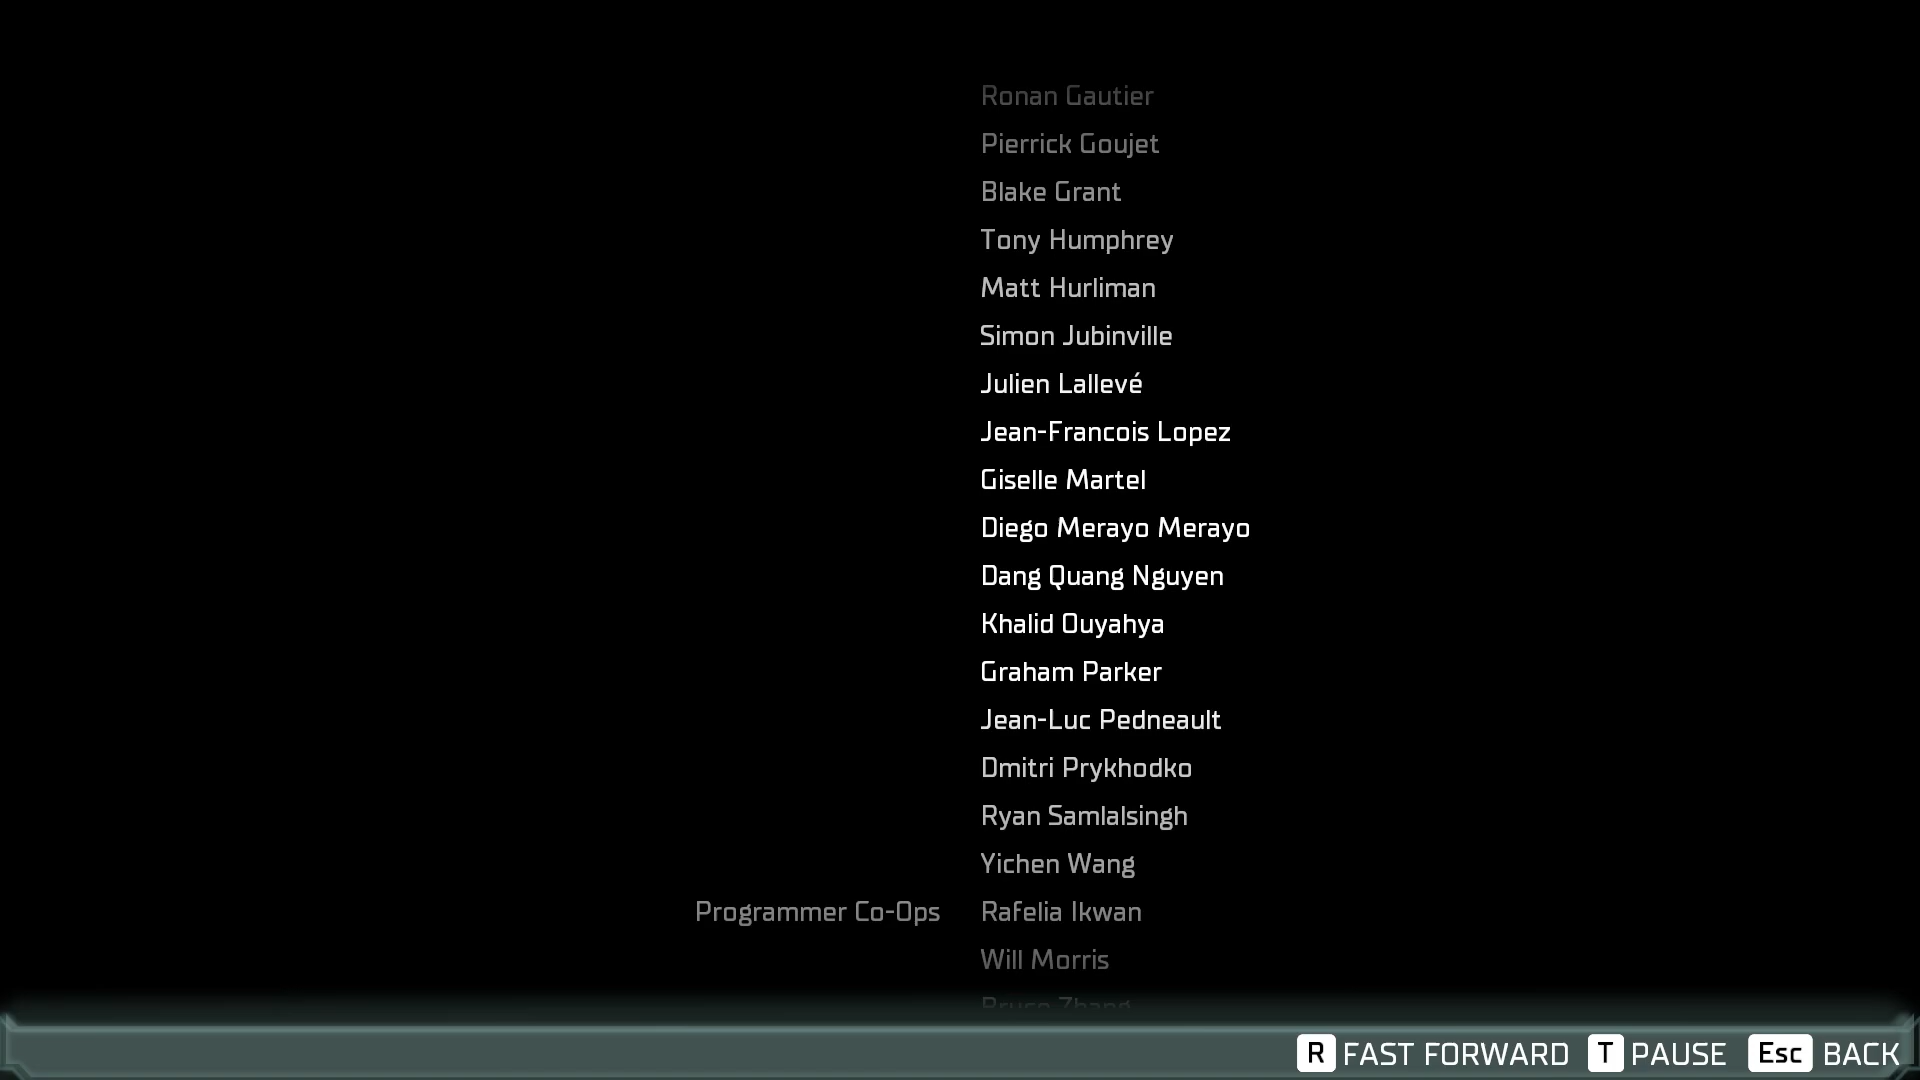 Ronan Gautier
Pierrick Goujet
Blake Grant
Tony Humphrey
Matt Hurliman
Simon Jubinville
Julien Lallevé
Jean-Francois Lopez
Giselle Martel
Diego Merayo Merayo
Dang Quang Nguyen
Khalid Ouyahya
Graham Parker
Jean-Luc Pedneault
Dmitri Prykhodko
Ryan Samlalsingh
Yichen Wang
Programmer Co-Ops Rafelia Ikwan
Will Morris
Bruce Zhang
R FAST FORWARD T PAUSE Esc BACK